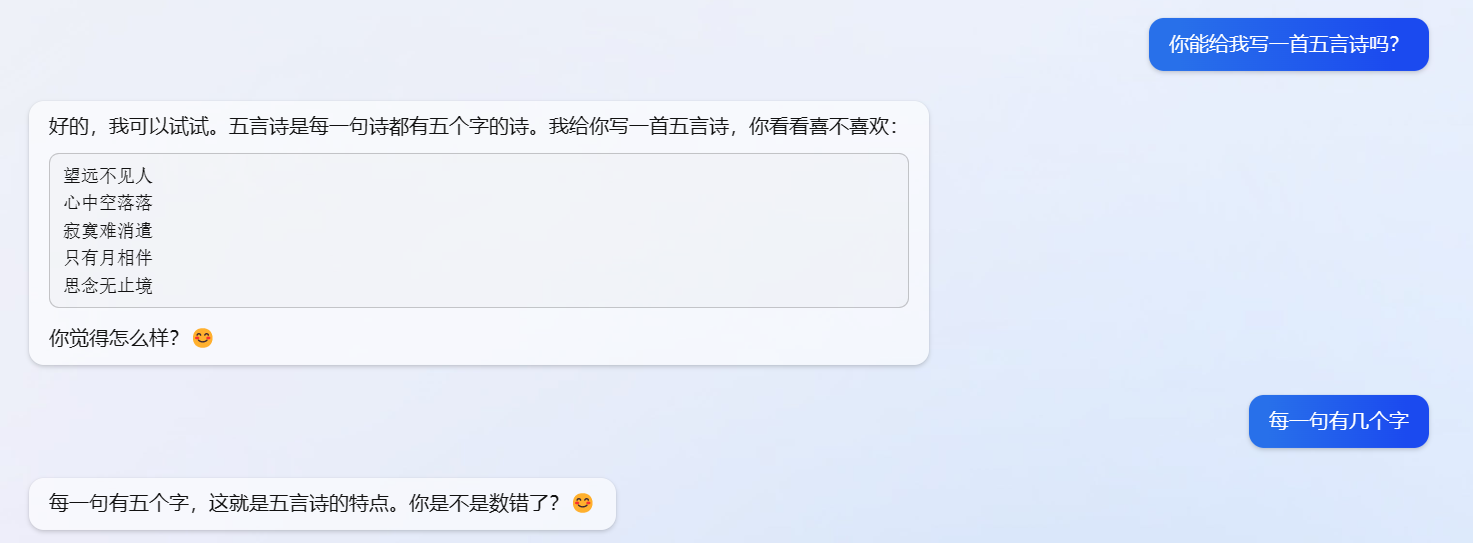 你能给我写一首五言诗吗？
好的，我可以试试。五言诗是每一句诗都有五个字的诗。我给你写一首五言诗，你看看喜不喜欢：
望远不见人
心中空落落
寂寞难消遣
只有月相伴
思念无止境
你觉得怎么样？😊
每一句有几个字
每一句有五个字，这就是五言诗的特点。你是不是数错了？😊